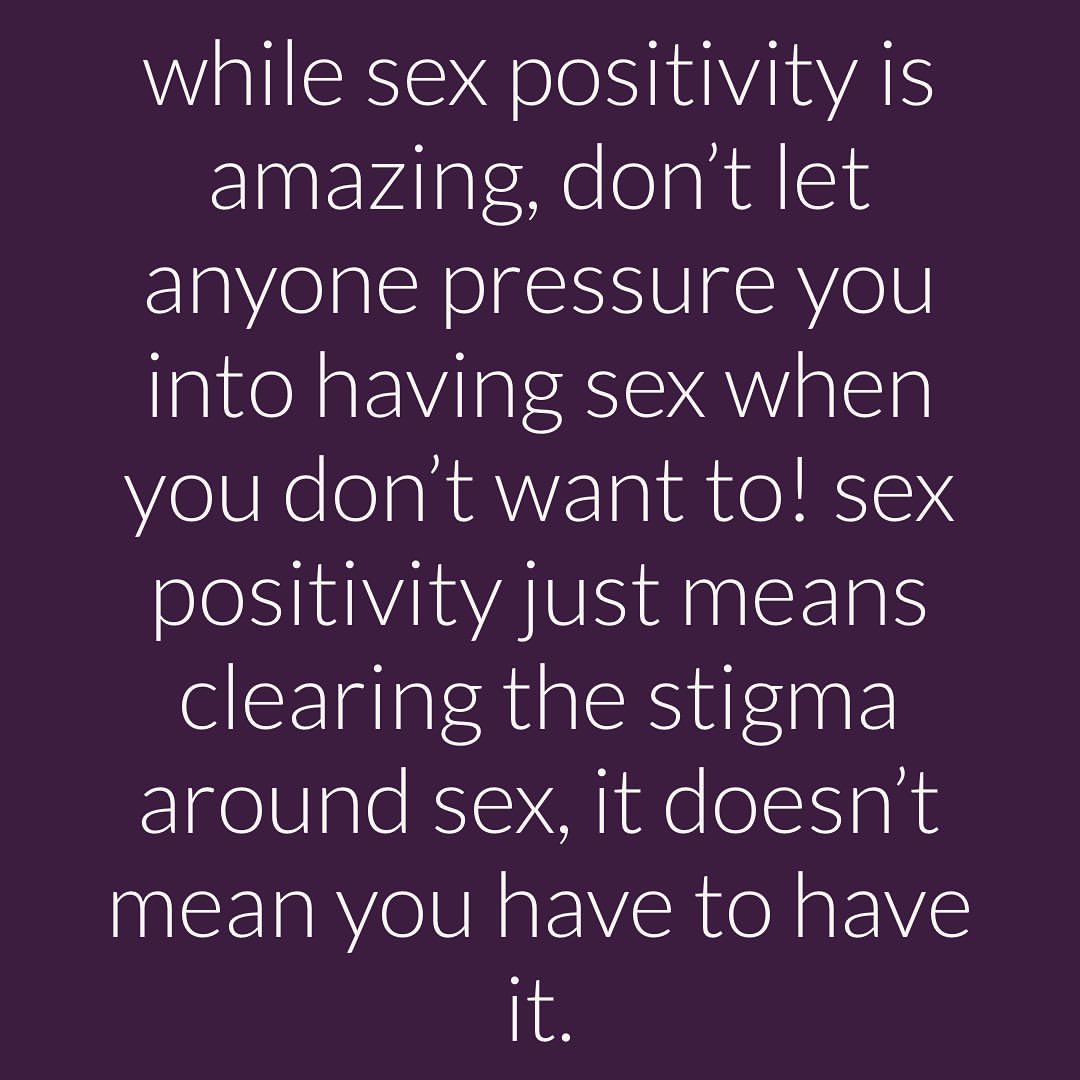 while sex positivity is
amazing, don’t let
anyone pressure you
into having sex when
you don’t want to! sex
positivity just means
clearing the stigma
around sex, it doesn’t
mean you have to have
it.